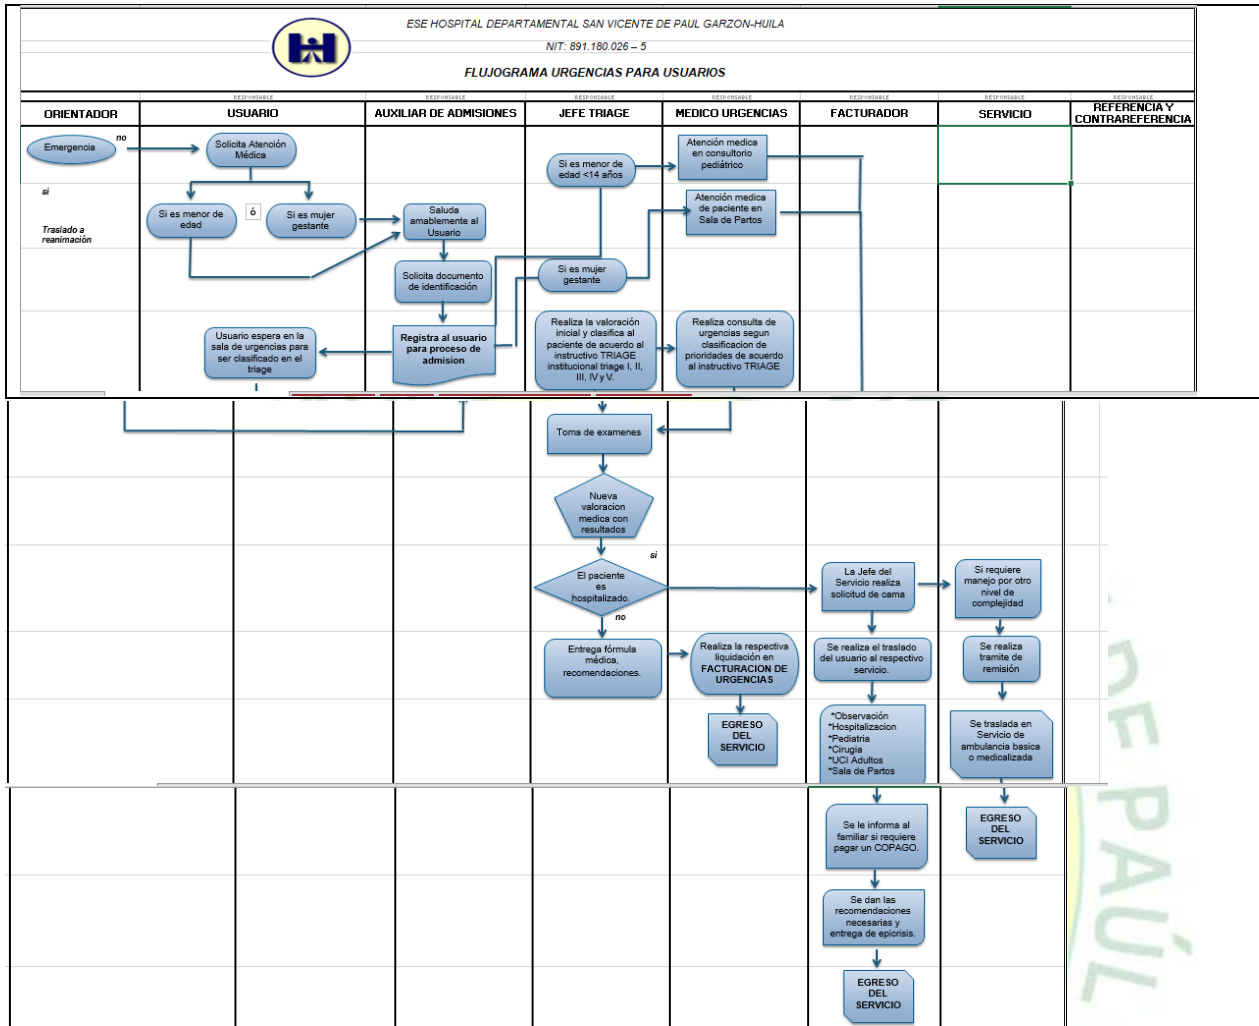 ESE HOSPITAL DEPARTAMENTAL SAN VICENTE DE PAUL GARZON-HUILA
NIT: 891.180.026 – 5
FLUJOGRAMA URGENCIAS PARA USUARIOS
RESPONSABLE
RESPONSABLE
RESPONSABLE
RESPONSABLE
RESPONSABLE
RESPONSABLE
RESPONSABLE
ORIENTADOR
USUARIO
AUXILIAR DE ADMISIONES
JEFE TRIAGE
MEDICO URGENCIAS
FACTURADOR
SERVICIO
REFERENCIA Y
CONTRAREFERENCIA
Emergencia
no
si
Traslado a
reanimación
Solicita Atención
Médica
Si es menor de
edad
ó
Si es mujer
gestante
Saluda
amablemente al
Usuario
Solicita documento
de identificación
Registra al usuario
para proceso de
admision
Usuario espera en la
sala de urgencias para
ser clasificado en el
triage
Si es menor de
edad <14 años
Atención medica
en consultorio
pediátrico
Atención medica
de paciente en
Sala de Partos
Si es mujer
gestante
Realiza la valoración
inicial y clasifica al
paciente de acuerdo al
instructivo TRIAGE
institucional triage I, II,
III, IV y V.
Realiza consulta de
urgencias segun
clasificacion de
prioridades de acuerdo
al instructivo TRIAGE
Toma de examenes
Nueva
valoracion
medica con
resultados
El paciente
es
hospitalizado.
si
no
Entrega fórmula
médica,
recomendaciones.
Realiza la respectiva
liquidación en
FACTURACION DE
URGENCIAS
EGRESO
DEL
SERVICIO
La Jefe del
Servicio realiza
solicitud de cama
Se realiza el traslado
del usuario al respectivo
servicio.
*Observación
*Hospitalizacion
*Pediatria
*Cirugia
*UCI Adultos
*Sala de Partos
Si requiere
manejo por otro
nivel de
complejidad
Se realiza
tramite de
remisión
Se traslada en
Servicio de
ambulancia basica
o medicalizada
EGRESO
DEL
SERVICIO
Se le informa al
familiar si requiere
pagar un COPAGO.
Se dan las
recomendaciones
necesarias y
entrega de epicrisis.
EGRESO
DEL
SERVICIO
DE PAÚL